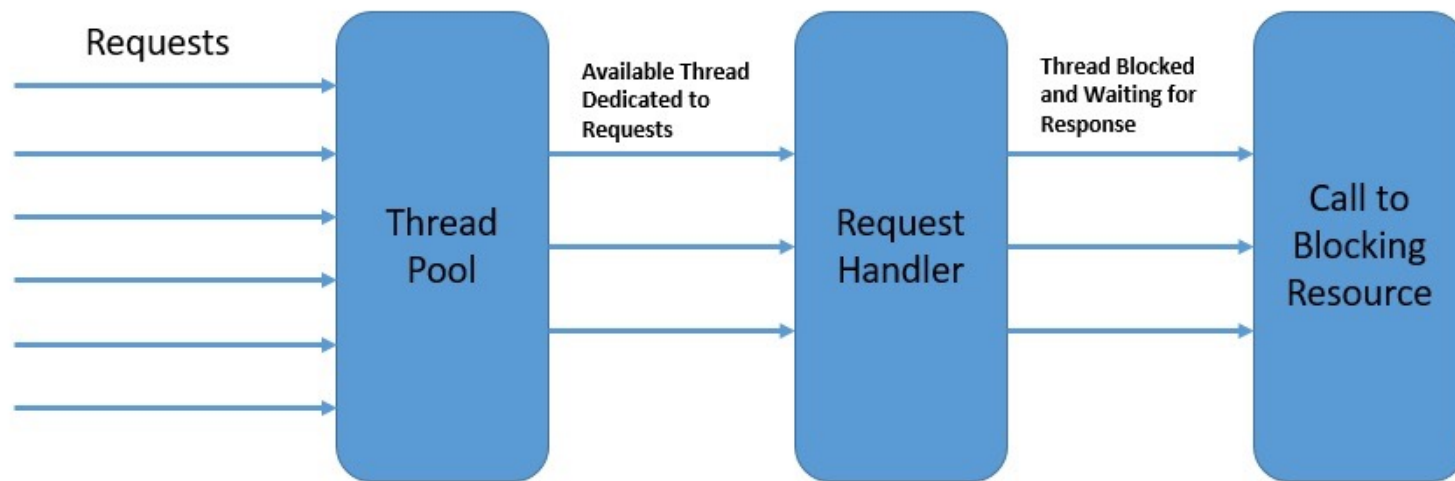 Requests
Thread
Pool
Available Thread
Dedicated to
Requests
Request
Handler
Thread Blocked
and Waiting for
Response
Call to
Blocking
Resource